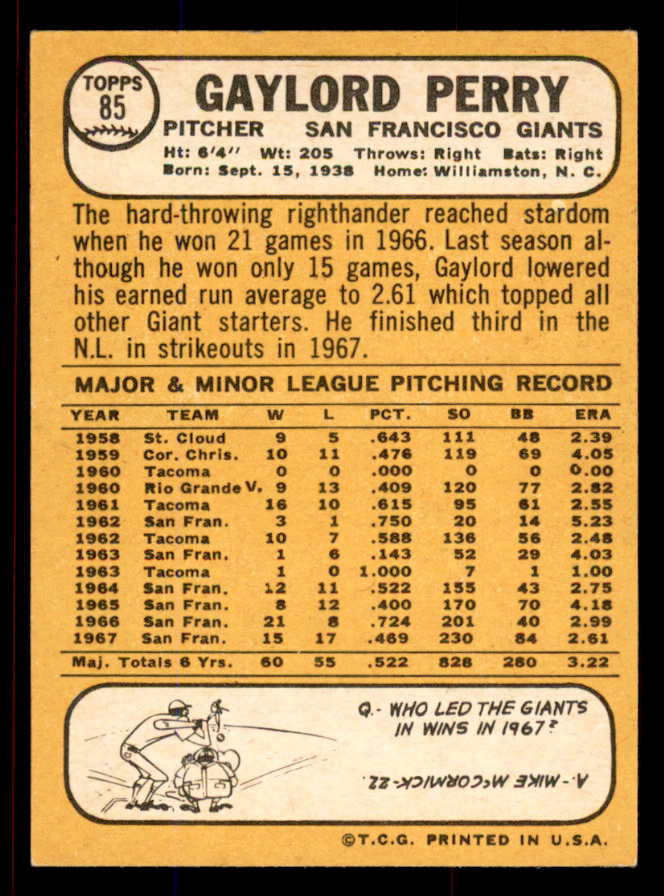 TOPPS
85
GAYLORD PERRY
PITCHER SAN FRANCISCO GIANTS
Ht: 6'4" Wt: 205 Throws: Right Bats: Right
Born: Sept. 15, 1938 Home: Williamston, N. C.
The hard-throwing righthander reached stardom
when he won 21 games in 1966. Last season al-
though he won only 15 games, Gaylord lowered
his earned run average to 2.61 which topped all
other Giant starters. He finished third in the
N.L. in strikeouts in 1967.
MAJOR & MINOR LEAGUE PITCHING RECORD
YEAR TEAM W L PCT. SO BB ERA
1958 St. Cloud 9 5 .643 111 48 2.39
1959 Cor. Chris. 10 11 .476 119 69 4.05
1960 Tacoma 0 0 .000 0 0 0.00
1960 Rio Grande V. 9 13 .409 120 77 2.82
1961 Tacoma 16 10 .615 95 61 2.55
1962 San Fran. 3 1 .750 20 14 5.23
1962 Tacoma 10 7 .588 136 56 2.48
1963 San Fran. 1 6 .143 52 29 4.03
1963 Tacoma 1 0 1.000 7 1 1.00
1964 San Fran. 12 11 .522 155 43 2.75
1965 San Fran. 8 12 .400 170 70 4.18
1966 San Fran. 21 8 .724 201 40 2.99
1967 San Fran. 15 17 .469 230 84 2.61
Maj. Totals 6 Yrs. 60 55 .522 828 280 3.22
Q.- WHO LED THE GIANTS
IN WINS IN 1967?
A.- MIKE McCORMICK-22.
©T.C.G. PRINTED IN U.S.A.